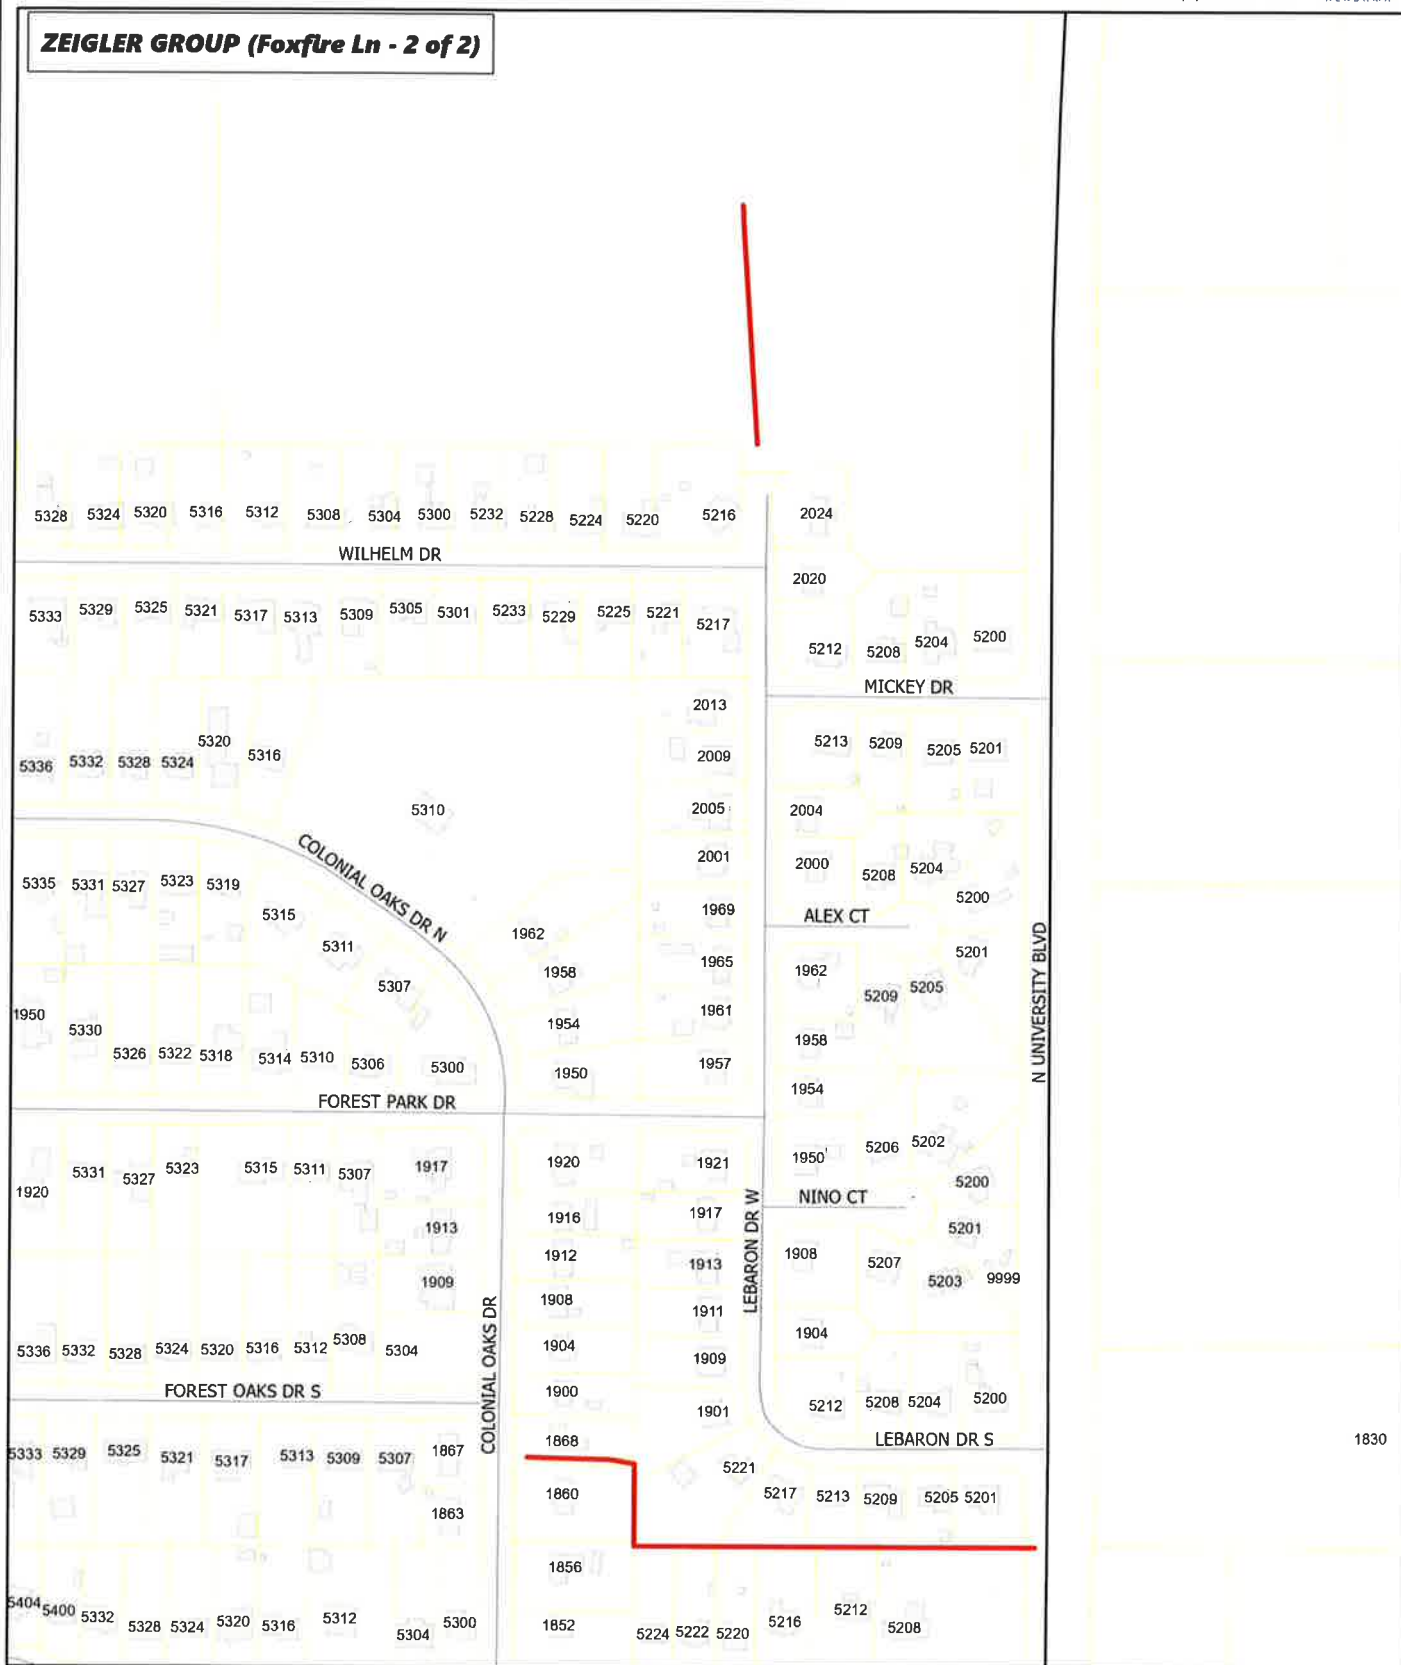 ZEIGLER GROUP (Foxfire Ln - 2 of 2)
5328 5324 5320 5316 5312 5308 5304 5300 5232 5228 5224 5220 5216 2024
WILHELM DR
2020
5333 5329 5325 5321 5317 5313 5309 5305 5301 5233 5229 5225 5221 5217
5212 5208 5204 5200
MICKEY DR
2013
5213 5209 5205 5201
5336 5332 5328 5324 5320 5316
2009
5310
2005 2004
COLONIAL OAKS DR N
2001 2000 5208 5204 5200
5335 5331 5327 5323 5319 5315 5311 5307
1969
ALEX CT
1962
5201
N UNIVERSITY BLVD
1958 1965 1962 5209 5205
1950 5330 1954 1961
1958
5326 5322 5318 5314 5310 5306 5300 1950 1957
1954
FOREST PARK DR
1920 5331 5327 5323 5315 5311 5307 1917 1920 1921 1950 5206 5202 5200
NINO CT
LEBARON DR W
1916 1917
1913 5201
1912 1913 1908 5207 5203 9999
1909
1908 1911
COLONIAL OAKS DR
5336 5332 5328 5324 5320 5316 5312 5308 5304 1904 1909 1904
FOREST OAKS DR S
1900 1901 5212 5208 5204 5200
LEBARON DR S
1868
1830
5333 5329 5325 5321 5317 5313 5309 5307 1867
5221
1860 5217 5213 5209 5205 5201
1863
1856
5404 5400 5332 5328 5324 5320 5316 5312 5304 5300 1852 5224 5222 5220 5216 5212 5208